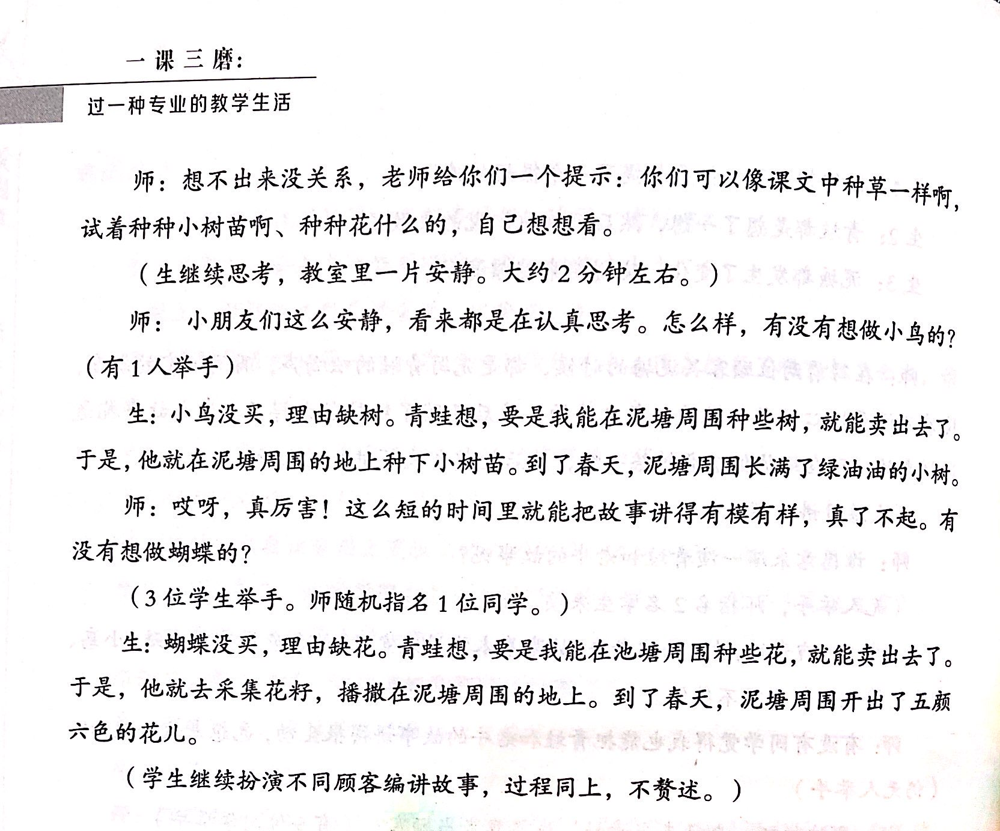 一课三磨：
过一种专业的教学生活
师：想不出来没关系，老师给你们一个提示：你们可以像课文中种草一样啊，
试着种种小树苗啊、种种花什么的，自己想想看。
（生继续思考，教室里一片安静。大约2分钟左右。）
师： 小朋友们这么安静，看来都是在认真思考。怎么样，有没有想做小鸟的？
（有1人举手）
生：小鸟没买，理由缺树。青蛙想，要是我能在泥塘周围种些树，就能卖出去了。
于是，他就在泥塘周围的地上种下小树苗。到了春天，泥塘周围长满了绿油油的小树。
师：哎呀，真厉害！这么短的时间里就能把故事讲得有模有样，真了不起。有
没有想做蝴蝶的？
（3位学生举手。师随机指名1位同学。）
生：蝴蝶没买，理由缺花。青蛙想，要是我能在池塘周围种些花，就能卖出去了。
于是，他就去采集花籽，播撒在泥塘周围的地上。到了春天，泥塘周围开出了五颜
六色的花儿。
（学生继续扮演不同顾客编讲故事，过程同上，不赘述。）